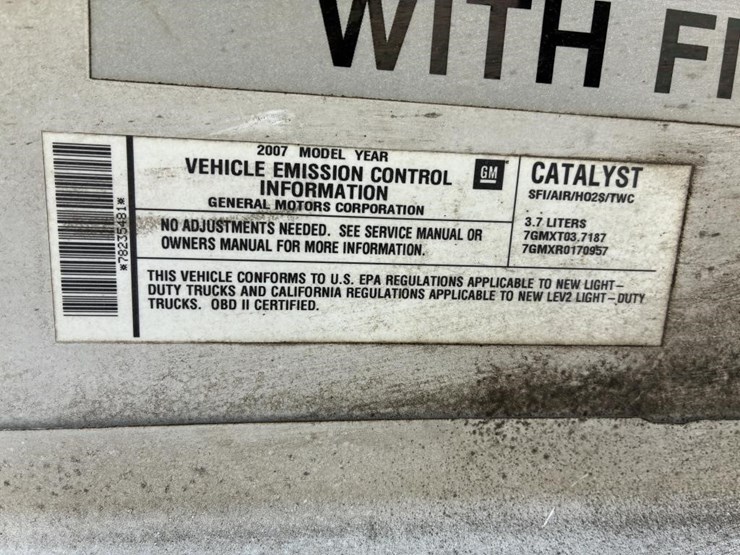 WITH FI
2007 MODEL YEAR
VEHICLE EMISSION CONTROL
INFORMATION
GENERAL MOTORS CORPORATION
GM
CATALYST
SFI/AIR/HO2S/TWC
NO ADJUSTMENTS NEEDED. SEE SERVICE MANUAL OR
OWNERS MANUAL FOR MORE INFORMATION.
3.7 LITERS
7GMXT03.7187
7GMXR0170957
THIS VEHICLE CONFORMS TO U.S. EPA REGULATIONS APPLICABLE TO NEW LIGHT-
DUTY TRUCKS AND CALIFORNIA REGULATIONS APPLICABLE TO NEW LEV2 LIGHT-DUTY
TRUCKS. OBD II CERTIFIED.
*78235481*